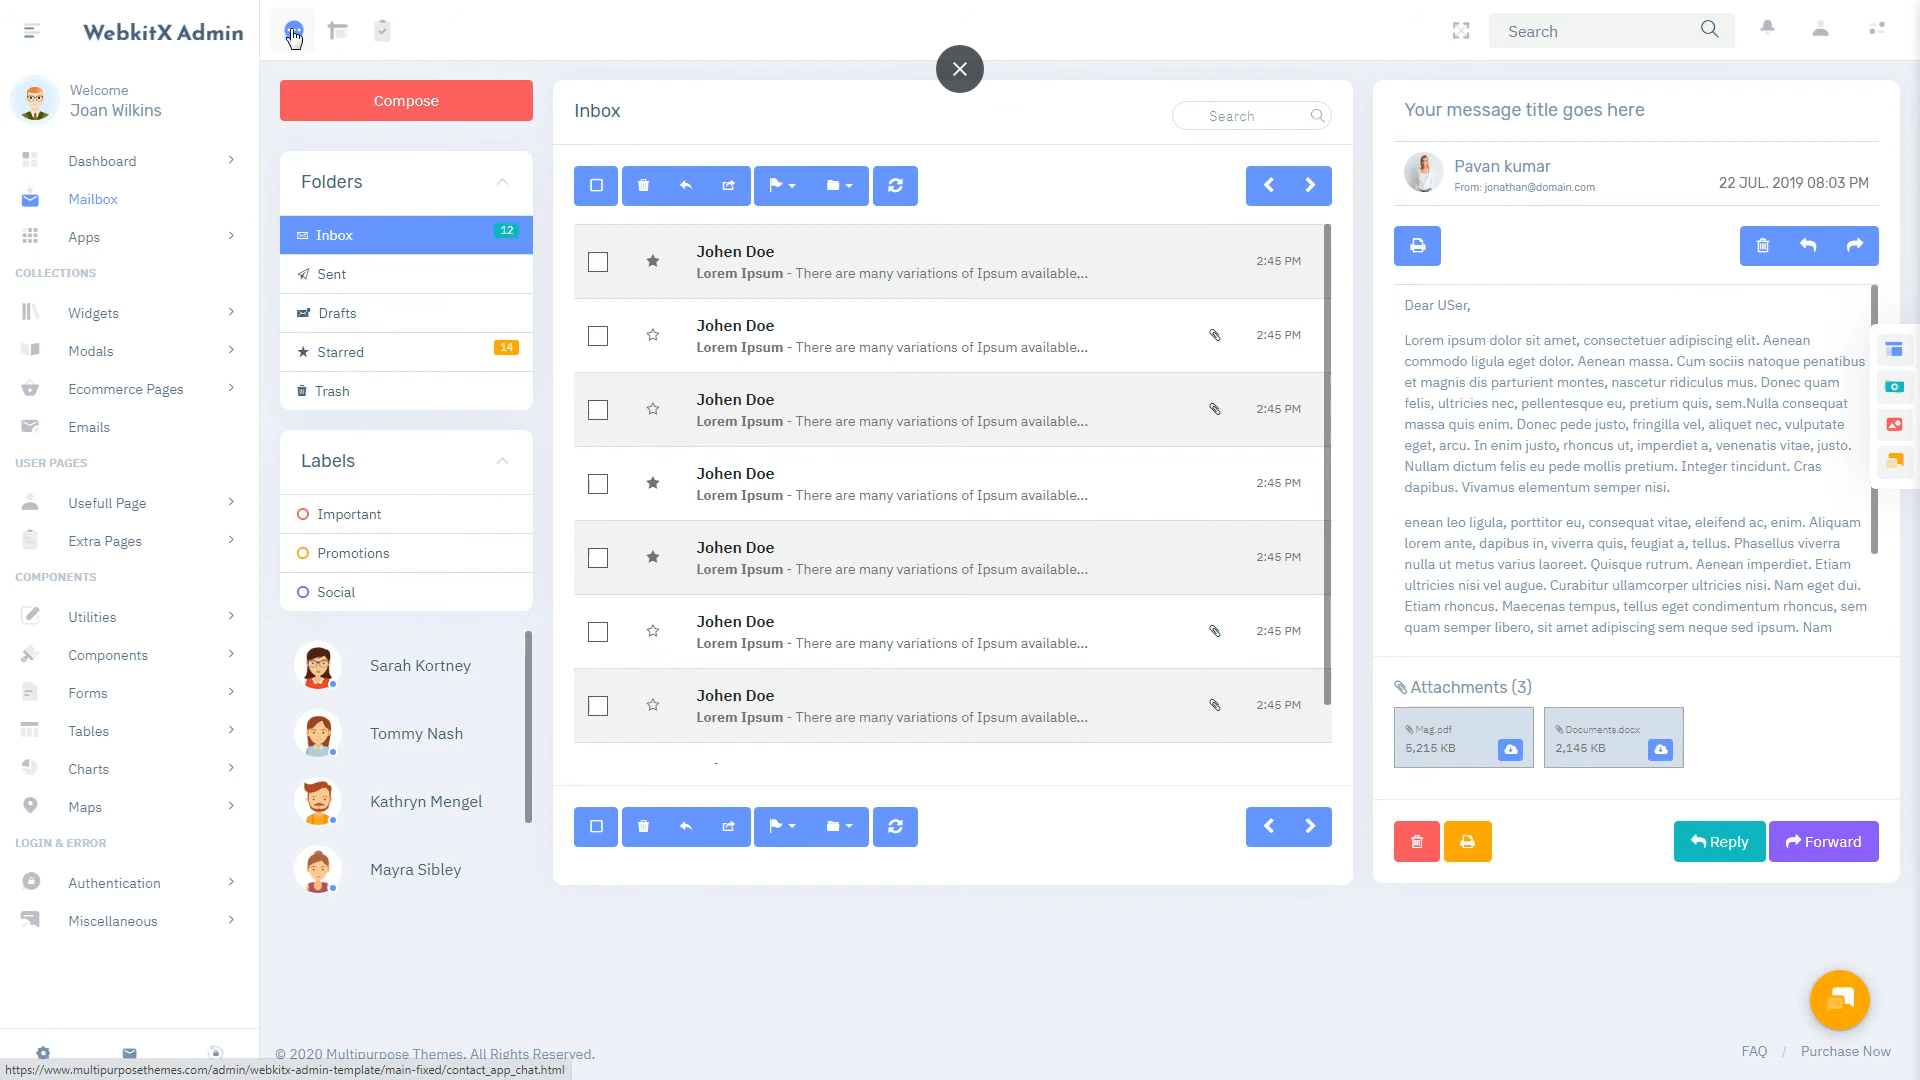 WebkitX Admin
Search
Welcome
Joan Wilkins
Dashboard
Mailbox
Apps
COLLECTIONS
Widgets
Modals
Ecommerce Pages
Emails
USER PAGES
Usefull Page
Extra Pages
COMPONENTS
Utilities
Components
Forms
Tables
Charts
Maps
LOGIN & ERROR
Authentication
Miscellaneous
Compose
Folders
Inbox 12
Sent
Drafts
Starred 14
Trash
Labels
Important
Promotions
Social
Sarah Kortney
Tommy Nash
Kathryn Mengel
Mayra Sibley
Inbox
Search
Johen Doe
Lorem Ipsum - There are many variations of Ipsum available...
2:45 PM
Johen Doe
Lorem Ipsum - There are many variations of Ipsum available...
2:45 PM
Johen Doe
Lorem Ipsum - There are many variations of Ipsum available...
2:45 PM
Johen Doe
Lorem Ipsum - There are many variations of Ipsum available...
2:45 PM
Johen Doe
Lorem Ipsum - There are many variations of Ipsum available...
2:45 PM
Johen Doe
Lorem Ipsum - There are many variations of Ipsum available...
2:45 PM
Johen Doe
Lorem Ipsum - There are many variations of Ipsum available...
2:45 PM
Your message title goes here
Pavan kumar
From: jonathan@domain.com
22 JUL. 2019 08:03 PM
Dear USer,
Lorem ipsum dolor sit amet, consectetuer adipiscing elit. Aenean
commodo ligula eget dolor. Aenean massa. Cum sociis natoque penatibus
et magnis dis parturient montes, nascetur ridiculus mus. Donec quam
felis, ultricies nec, pellentesque eu, pretium quis, sem.Nulla consequat
massa quis enim. Donec pede justo, fringilla vel, aliquet nec, vulputate
eget, arcu. In enim justo, rhoncus ut, imperdiet a, venenatis vitae, justo.
Nullam dictum felis eu pede mollis pretium. Integer tincidunt. Cras
dapibus. Vivamus elementum semper nisi.
enean leo ligula, porttitor eu, consequat vitae, eleifend ac, enim. Aliquam
lorem ante, dapibus in, viverra quis, feugiat a, tellus. Phasellus viverra
nulla ut metus varius laoreet. Quisque rutrum. Aenean imperdiet. Etiam
ultricies nisi vel augue. Curabitur ullamcorper ultricies nisi. Nam eget dui.
Etiam rhoncus. Maecenas tempus, tellus eget condimentum rhoncus, sem
quam semper libero, sit amet adipiscing sem neque sed ipsum. Nam
Attachments (3)
Mag.pdf
5,215 KB
Documents.docx
2,145 KB
Reply
Forward
© 2020 Multipurpose Themes. All Rights Reserved.
FAQ / Purchase Now
https://www.multipurposethemes.com/admin/webkitx-admin-template/main-fixed/contact_app_chat.html